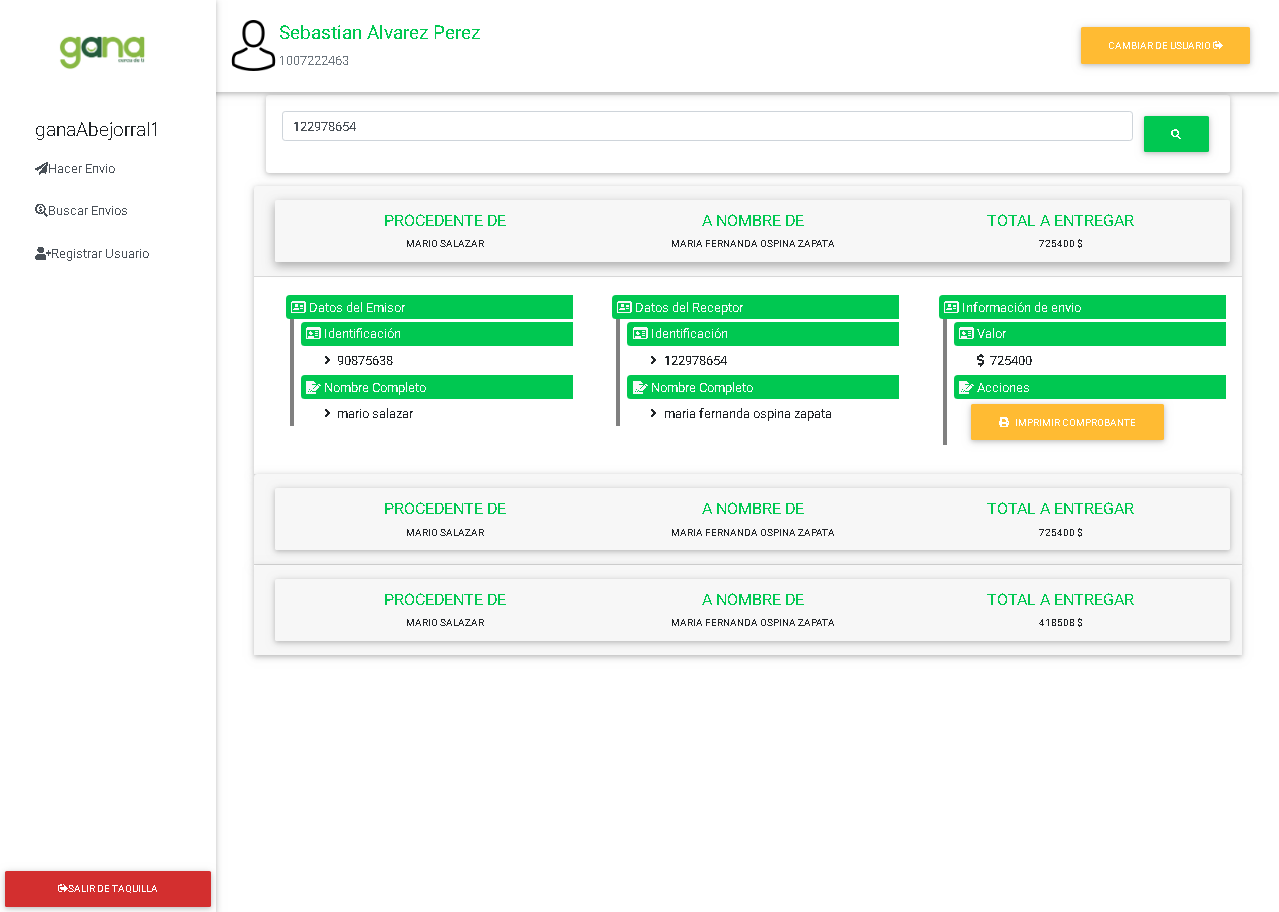 gana
Sebastian Alvarez Perez
1007222463
CAMBIAR DE USUARIO
ganaAbejorral1
Hacer Envio
Buscar Envios
Registrar Usuario
SALIR DE TAQUILLA
122978654
PROCEDENTE DE A NOMBRE DE TOTAL A ENTREGAR
MARIO SALAZAR MARIA FERNANDA OSPINA ZAPATA 725400 $
Datos del Emisor
Identificación
90875638
Nombre Completo
mario salazar
Datos del Receptor
Identificación
122978654
Nombre Completo
maria fernanda ospina zapata
Información de envio
Valor
$ 725400
Acciones
IMPRIMIR COMPROBANTE
PROCEDENTE DE A NOMBRE DE TOTAL A ENTREGAR
MARIO SALAZAR MARIA FERNANDA OSPINA ZAPATA 725400 $
PROCEDENTE DE A NOMBRE DE TOTAL A ENTREGAR
MARIO SALAZAR MARIA FERNANDA OSPINA ZAPATA 418508 $